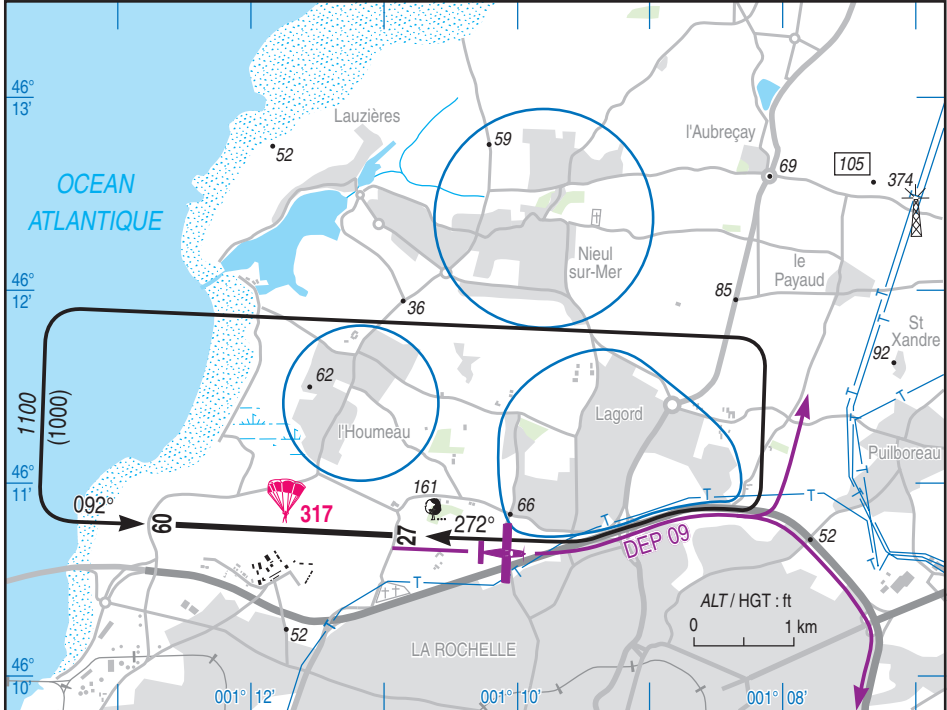 46°
13'
Lauzières
59
l'Aubreçay
52
69
105
374
OCEAN
ATLANTIQUE
Nieul
sur-Mer
le
Payaud
46°
12'
36
85
St
Xandre
92
62
1100
(1000)
Lagord
l'Houmeau
Puilboreau
46°
11'
161
092°
09
317
66
27
272°
T
T
DEP 09
52
T
T
T
T
T
T
T
T
ALT / HGT : ft
0
1 km
52
LA ROCHELLE
46°
10'
001° 12'
001° 10'
001° 08'